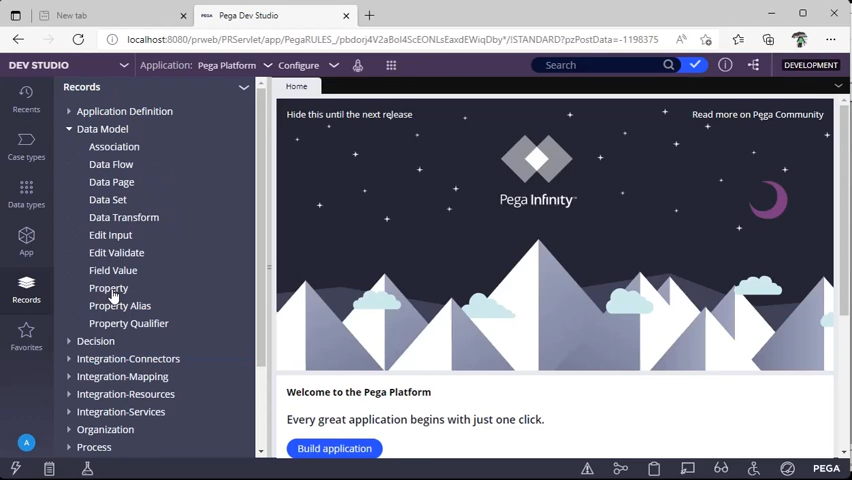 New tab
PEGA Pega Dev Studio
localhost:8080/prweb/PRServlet/app/PegaRULES_/pbdorj4V2aBol4ScEONLsEaxdEWiqDby*/!STANDARD?pzPostData=-1198375
DEV STUDIO
Application: Pega Platform
Configure
Search
DEVELOPMENT
Records
Home
Recents
Case types
Data types
App
Records
Favorites
A
Application Definition
Data Model
Association
Data Flow
Data Page
Data Set
Data Transform
Edit Input
Edit Validate
Field Value
Property
Property Alias
Property Qualifier
Decision
Integration-Connectors
Integration-Mapping
Integration-Resources
Integration-Services
Organization
Process
Hide this until the next release
Read more on Pega Community
Pega Infinity™
Welcome to the Pega Platform
Every great application begins with just one click.
Build application
PEGA